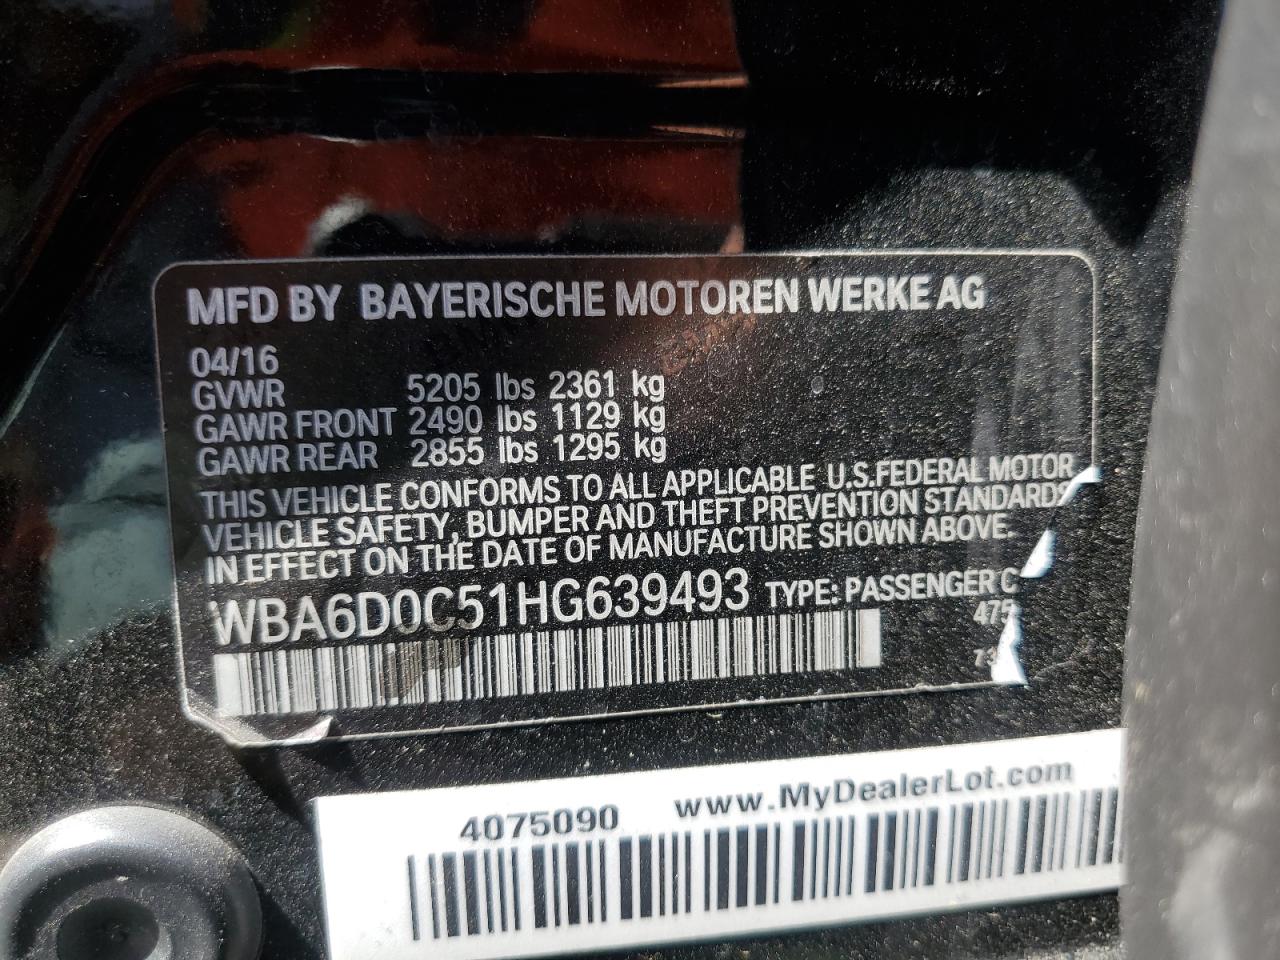 MFD BY BAYERISCHE MOTOREN WERKE AG
04/16
GVWR 5205 lbs 2361 kg
GAWR FRONT 2490 lbs 1129 kg
GAWR REAR 2855 lbs 1295 kg
THIS VEHICLE CONFORMS TO ALL APPLICABLE U.S.FEDERAL MOTOR
VEHICLE SAFETY, BUMPER AND THEFT PREVENTION STANDARDS
IN EFFECT ON THE DATE OF MANUFACTURE SHOWN ABOVE.
WBA6D0C51HG639493 TYPE: PASSENGER C
475
4075090 www.MyDealerLot.com